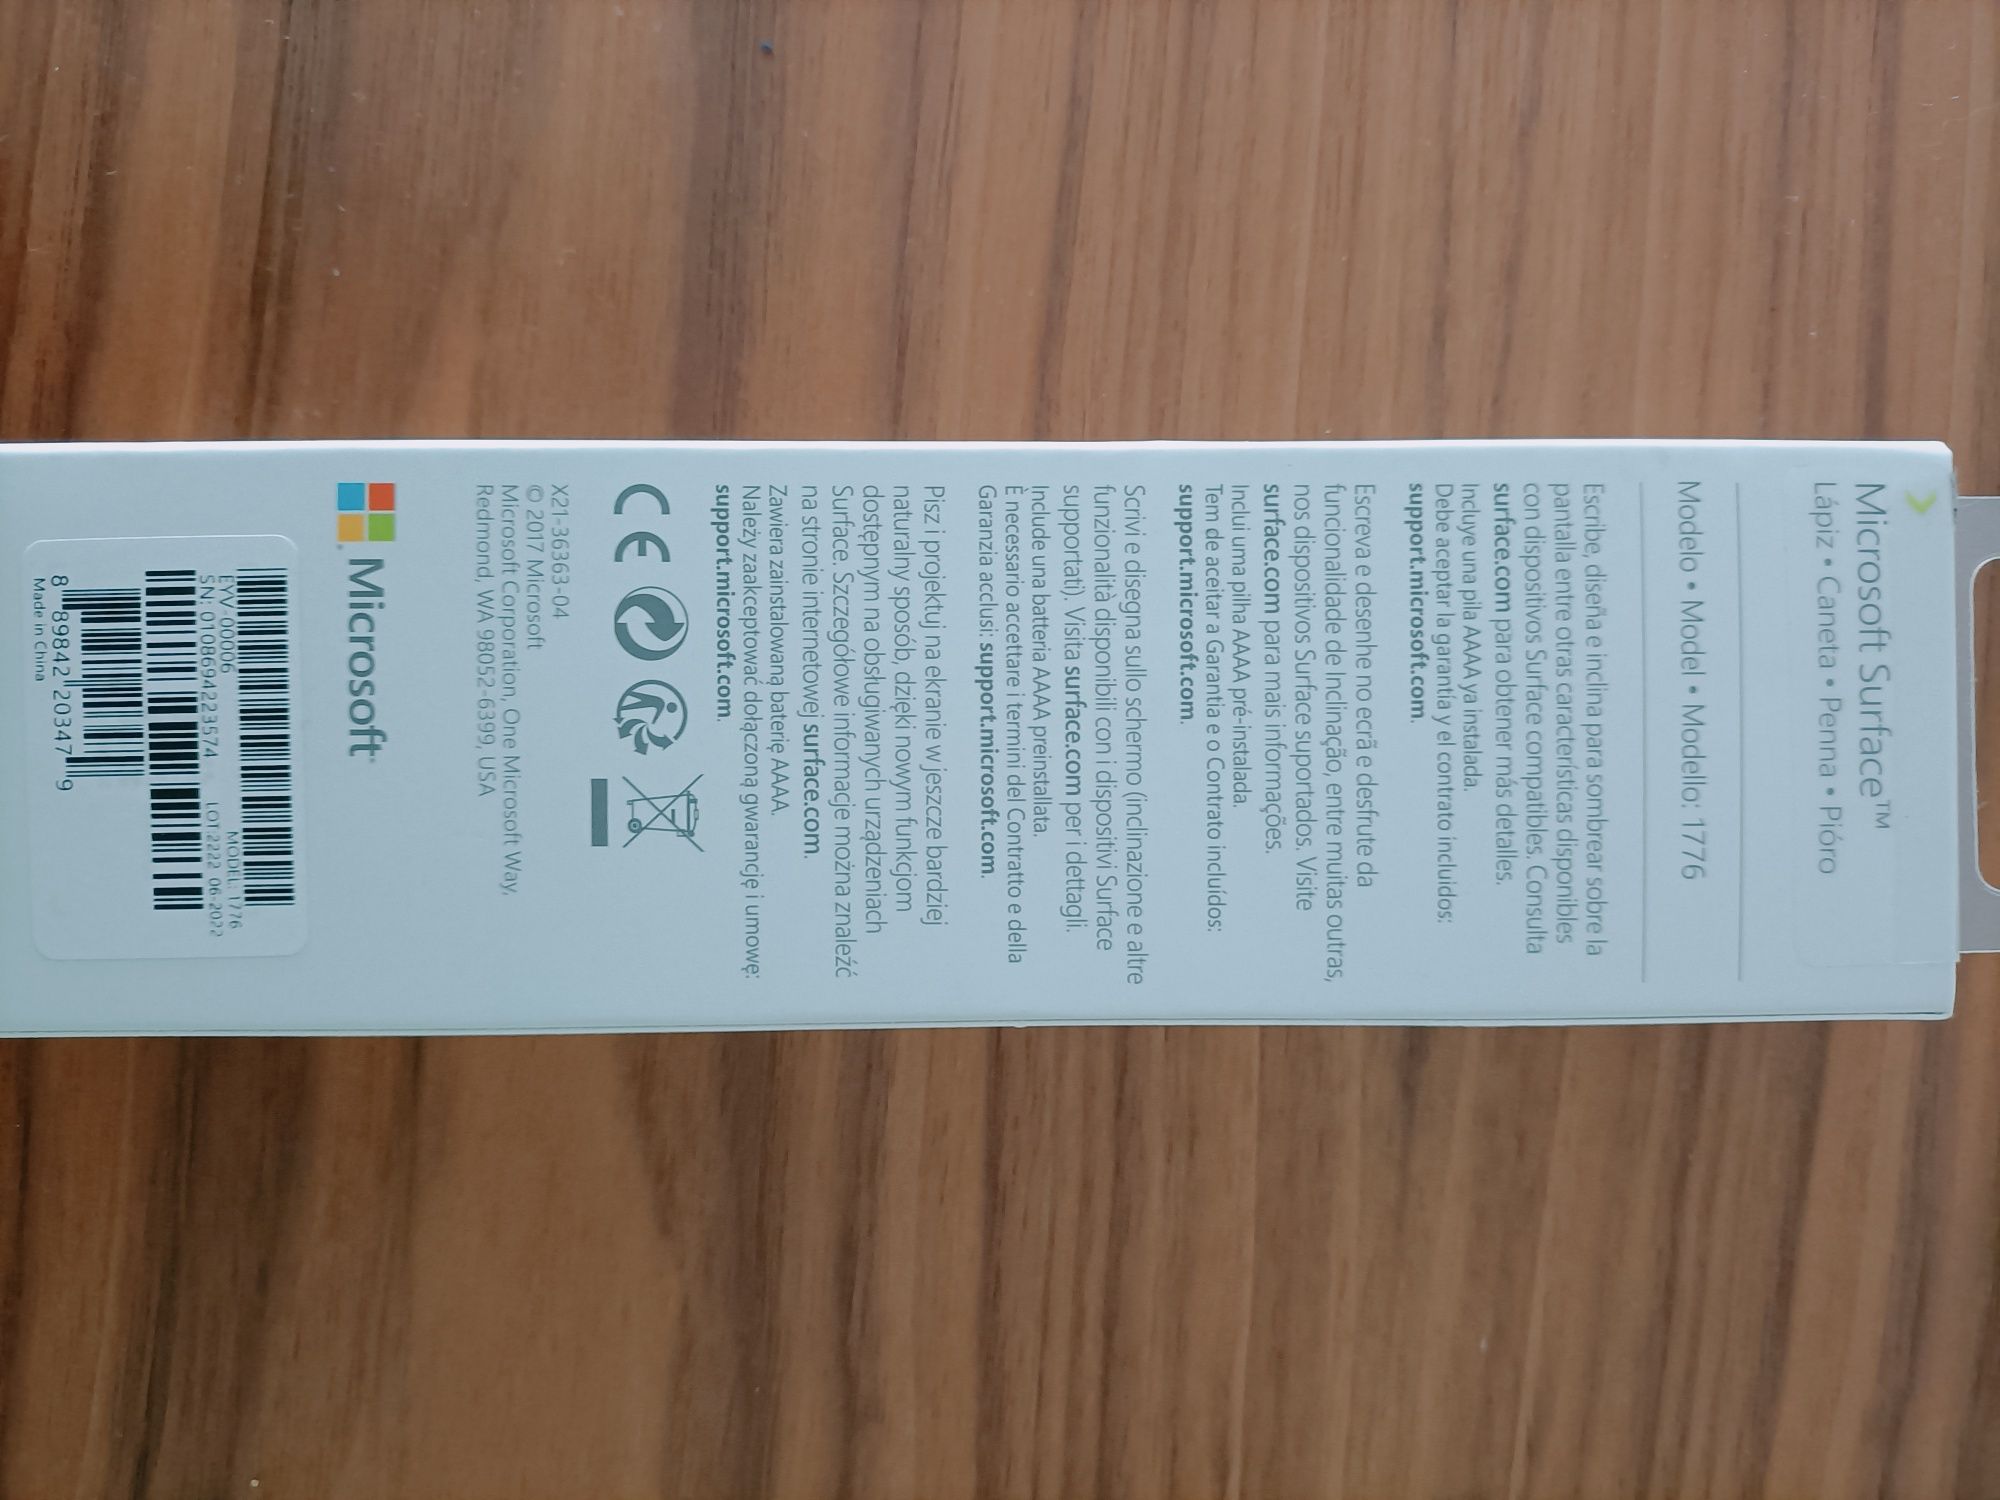 Microsoft Surface™
Lápiz • Caneta • Penna • Pióro
Modelo • Model • Modello: 1776
Escribe, diseña e inclina para sombrear sobre la
pantalla entre otras características disponibles
con dispositivos Surface compatibles. Consulta
surface.com para obtener más detalles.
Incluye una pila AAAA ya instalada.
Debe aceptar la garantía y el contrato incluidos:
support.microsoft.com.
Escreva e desenhe no ecrã e desfrute da
funcionalidade de Inclinação, entre muitas outras,
nos dispositivos Surface suportados. Visite
surface.com para mais informações.
Inclui uma pilha AAAA pré-instalada.
Tem de aceitar a Garantia e o Contrato incluídos:
support.microsoft.com.
Scrivi e disegna sullo schermo (inclinazione e altre
funzionalità disponibili con i dispositivi Surface
supportati). Visita surface.com per i dettagli.
Include una batteria AAAA preinstallata.
È necessario accettare i termini del Contratto e della
Garanzia acclusi: support.microsoft.com.
Pisz i projektuj na ekranie w jeszcze bardziej
naturalny sposób, dzięki nowym funkcjom
dostępnym na obsługiwanych urządzeniach
Surface. Szczegółowe informacje można znaleźć
na stronie internetowej surface.com.
Zawiera zainstalowaną baterię AAAA.
Należy zaakceptować dołączoną gwarancję i umowę:
support.microsoft.com.
CE
X21-36363-04
© 2017 Microsoft
Microsoft Corporation, One Microsoft Way,
Redmond, WA 98052-6399, USA
Microsoft
EYV-00006 MODEL: 1776
SN: 0108694223574 LOT:2222 06-2022
8 89842 20347 9
Made in China